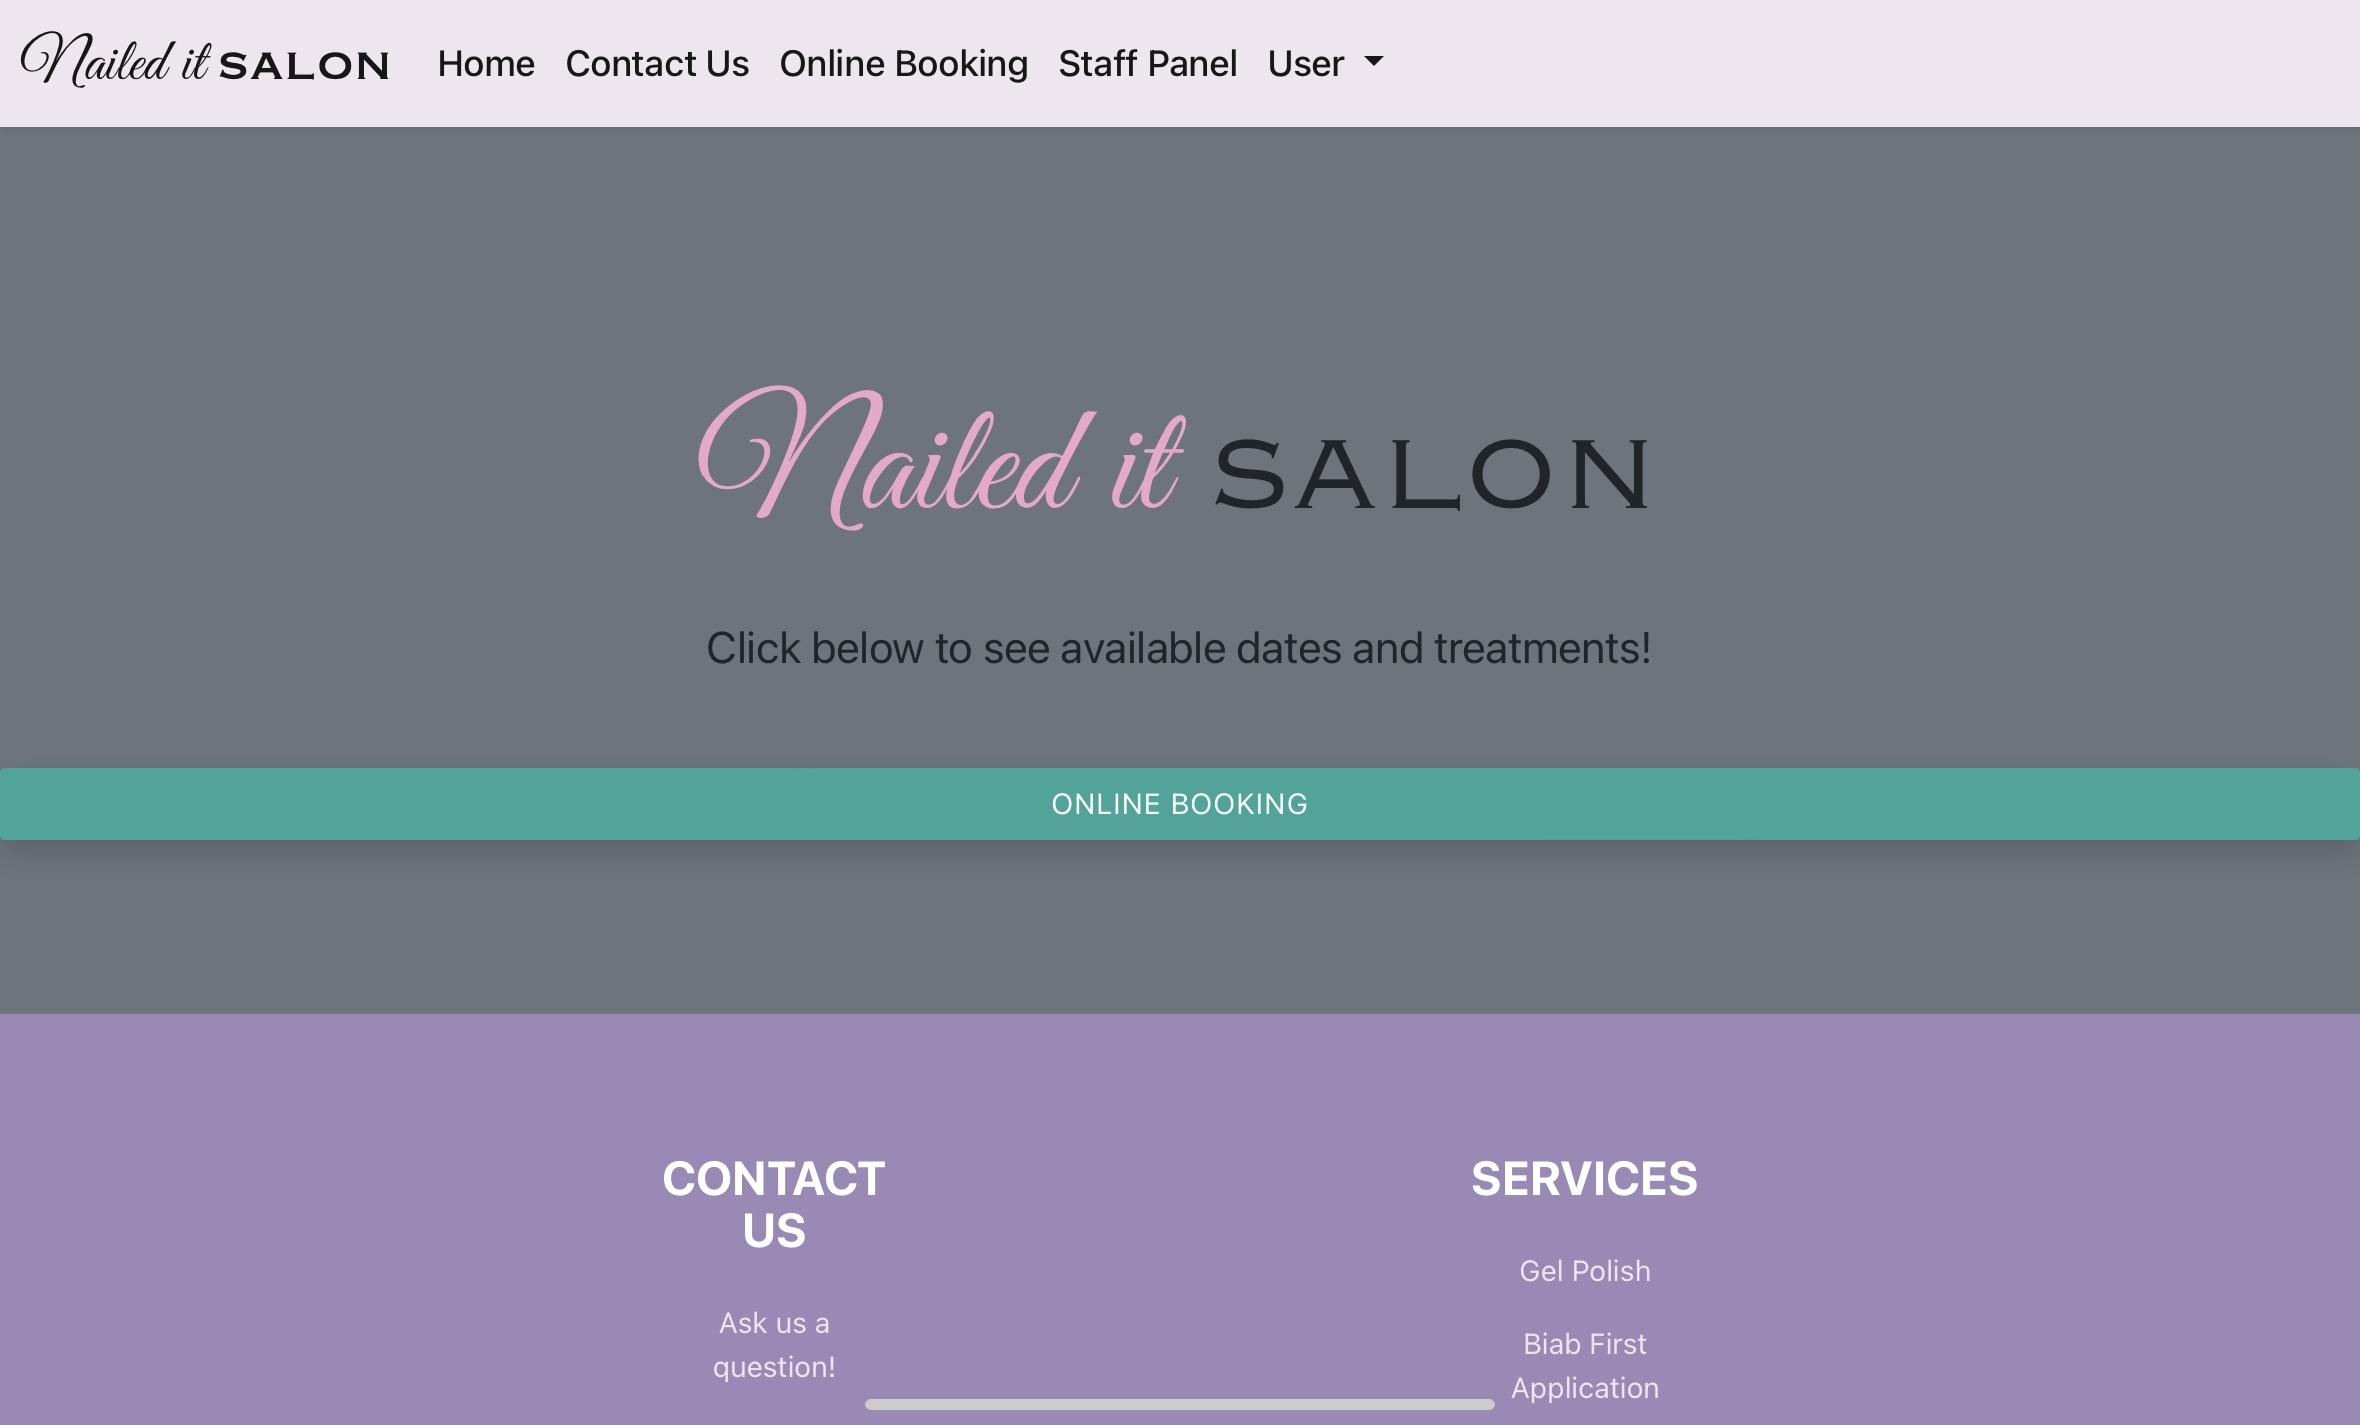 Nailed it SALON Home Contact Us Online Booking Staff Panel User
Nailed it SALON
Click below to see available dates and treatments!
ONLINE BOOKING
CONTACT
US
Ask us a
question!
SERVICES
Gel Polish
Biab First
Application